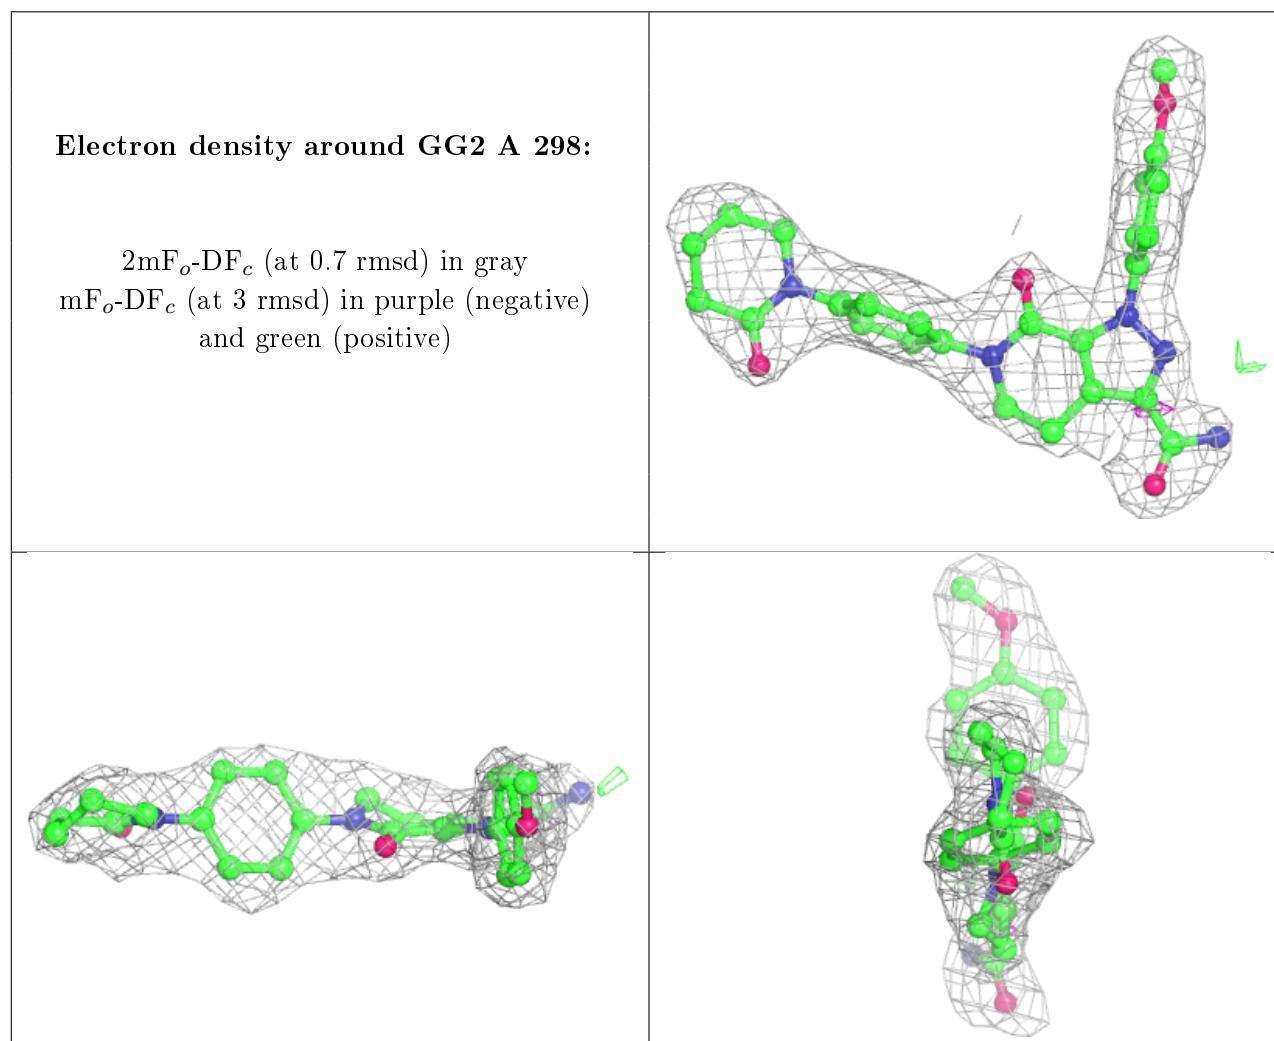 Electron density around GG2 A 298:
2mFo-DFc (at 0.7 rmsd) in gray
mFo-DFc (at 3 rmsd) in purple (negative)
and green (positive)